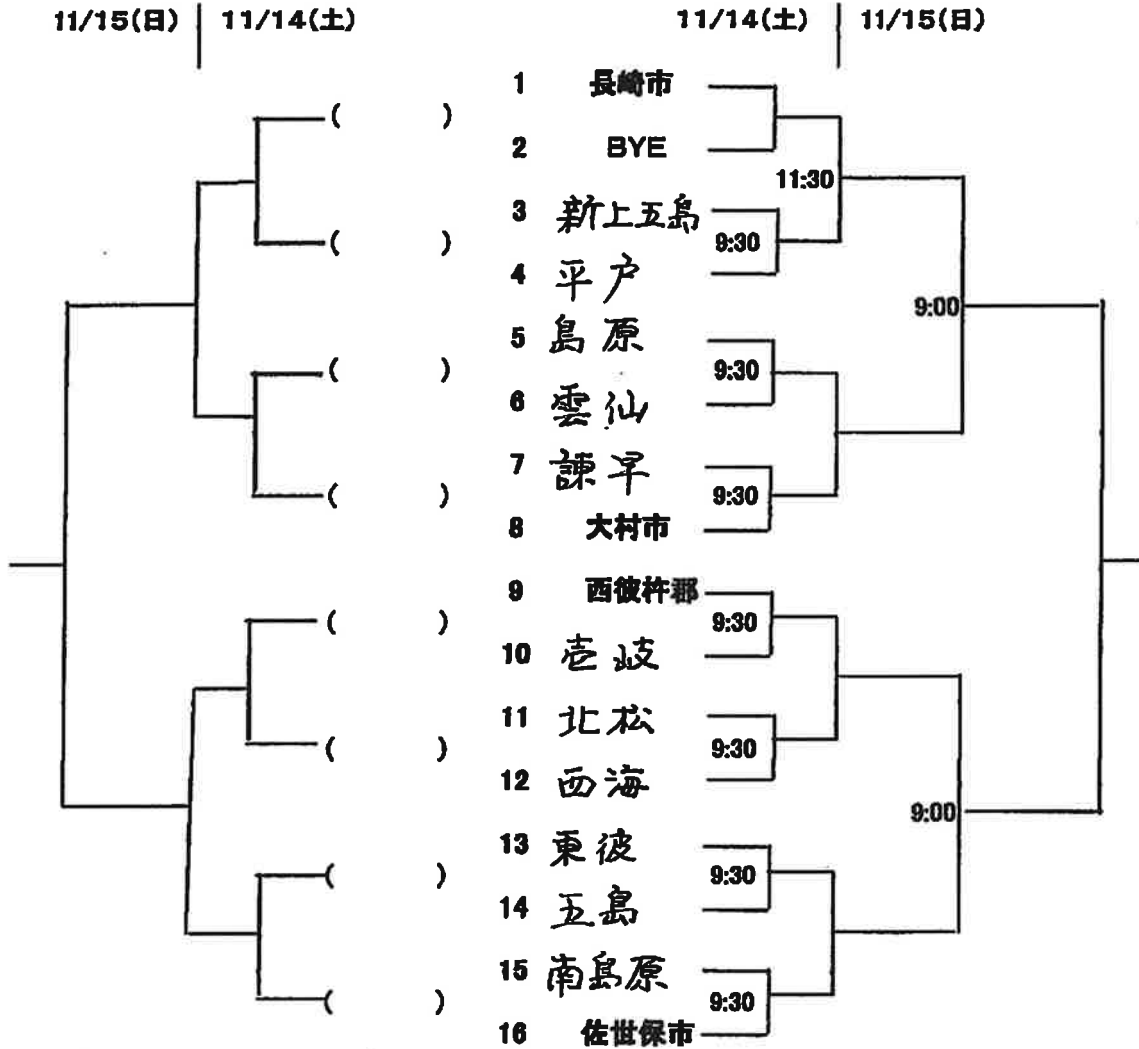 11/15(日) 11/14(土) 11/14(土) 11/15(日)
1 長崎市
( )
2 BYE
11:30
3 新上五島
( ) 9:30
4 平戸
9:00
5 島原
( ) 9:30
6 雲仙
7 諫早
( ) 9:30
8 大村市
9 西彼杵郡
( ) 9:30
10 壱岐
11 北松
( ) 9:30
12 西海
9:00
13 東彼
( ) 9:30
14 五島
15 南島原
( ) 9:30
16 佐世保市